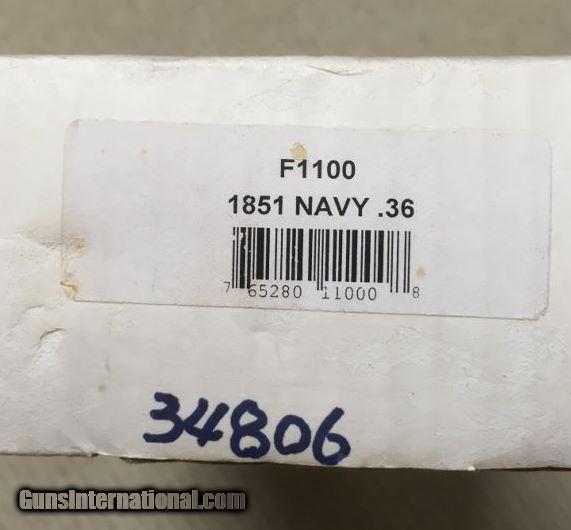 F1100
1851 NAVY .36
7 65280 11000 8
34806
GunsInternational.com